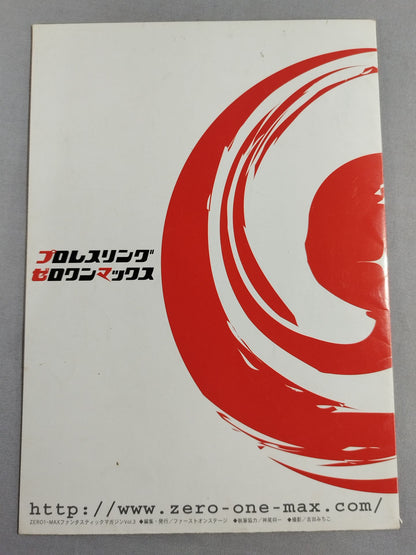 プロレスリング
ゼロワンマックス
http://www.zero-one-max.com/
ZERO1-MAXファンタスティックマガジンVol.3 ◆編集・発行／ファーストオンステージ ◆執筆協力／神尾将一 ◆撮影／吉田みちこ